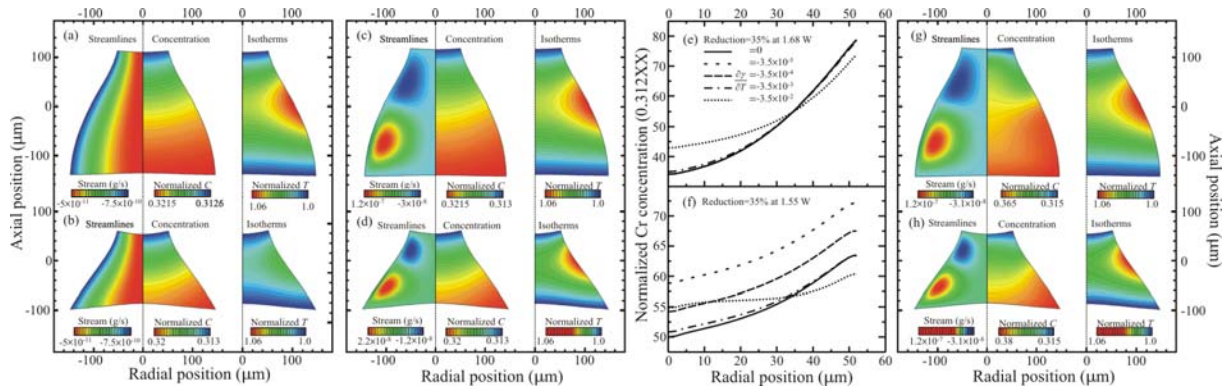 -100 0 100 0 100
-100 0 100 0 100
0 10 20 30 40 50 60
-100 0 100 0 100
(a) Streamlines Concentration Isotherms
100
0
-100
Stream (g/s) Normalized C Normalized T
-5×10⁻¹¹ -7.5×10⁻¹⁰ 0.3215 0.3126 1.06 1.0
(b) Streamlines Concentration Isotherms
100
0
-100
Stream (g/s) Normalized C Normalized T
-5×10⁻¹¹ -7.5×10⁻¹⁰ 0.32 0.313 1.06 1.0
Axial position (μm)
-100 0 100 0 100
Radial position (μm)
(c) Streamlines Concentration Isotherms
Stream (g/s) Normalized C Normalized T
1.2×10⁻⁷ -3×10⁻⁸ 0.3215 0.313 1.06 1.0
(d) Streamlines Concentration Isotherms
Stream (g/s) Normalized C Normalized T
2.2×10⁻⁸ -1.2×10⁻⁸ 0.32 0.313 1.06 1.0
-100 0 100 0 100
Radial position (μm)
Normalized Cr concentration (0.312XX)
(e) Reduction=35% at 1.68 W
=0
=-3.5×10⁻⁵
∂γ/∂T =-3.5×10⁻⁴
=-3.5×10⁻³
=-3.5×10⁻²
80
70
60
50
40
(f) Reduction=35% at 1.55 W
70
65
60
55
50
0 10 20 30 40 50 60
Radial position (μm)
(g) Streamlines Concentration Isotherms
100
0
-100
Stream (g/s) Normalized C Normalized T
1.2×10⁻⁷ -3.1×10⁻⁸ 0.365 0.315 1.06 1.0
(h) Streamlines Concentration Isotherms
100
0
-100
Stream (g/s) Normalized C Normalized T
1.2×10⁻⁷ -3.1×10⁻⁸ 0.38 0.315 1.06 1.0
Axial position (μm)
-100 0 100 0 100
Radial position (μm)